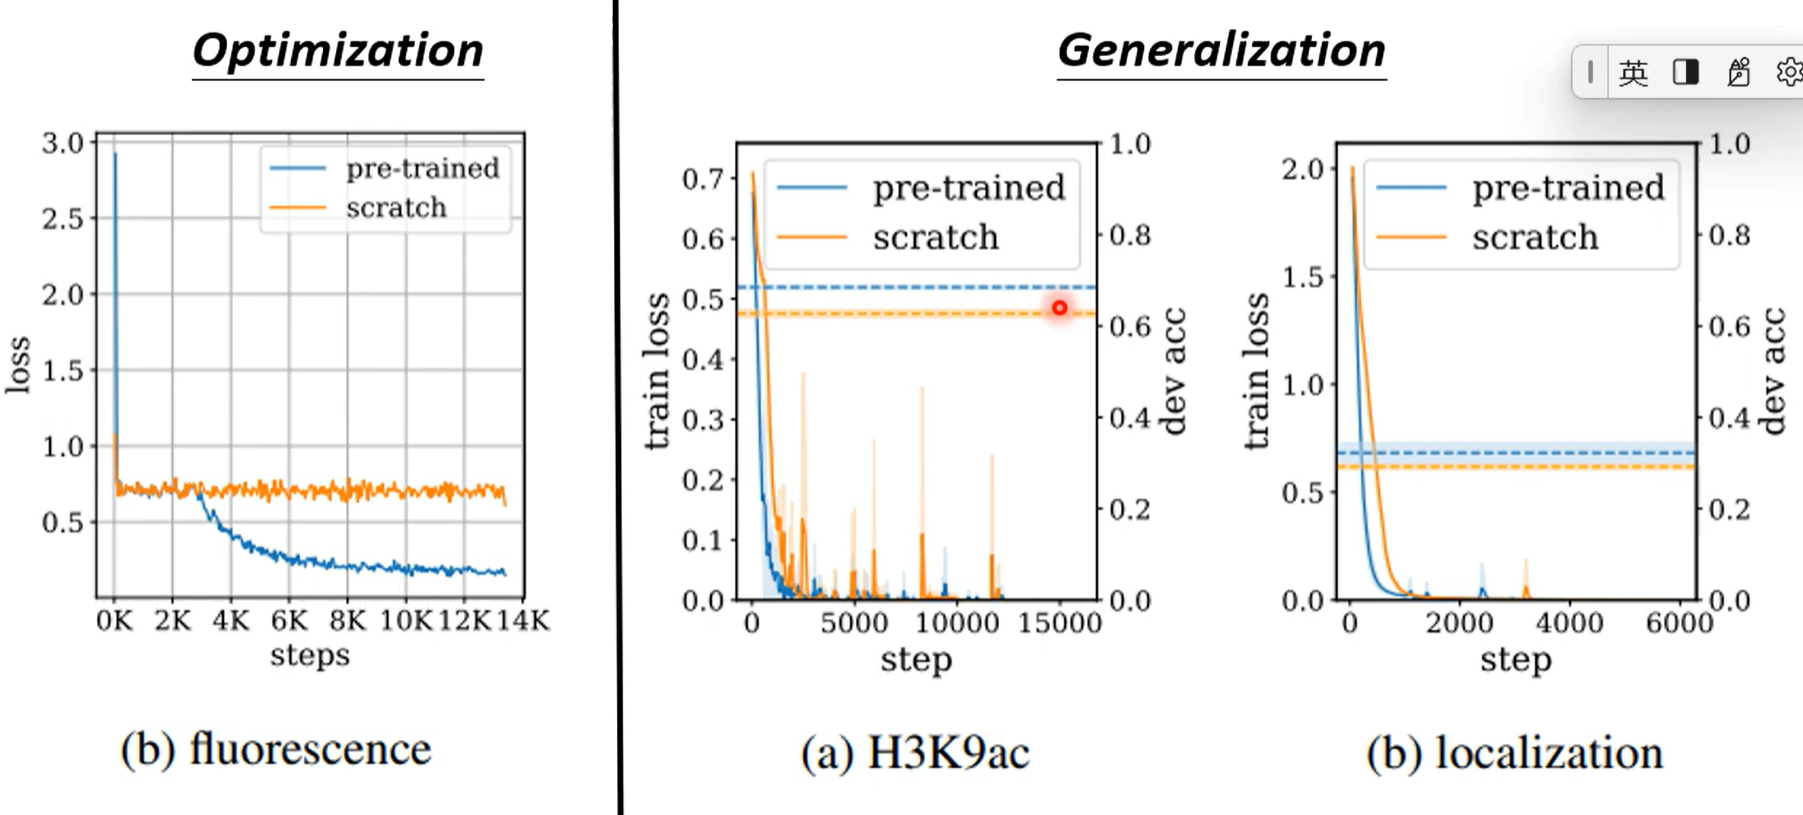 Optimization
3.0
2.5
2.0
1.5
1.0
0.5
loss
pre-trained
scratch
0K 2K 4K 6K 8K 10K 12K 14K
steps
(b) fluorescence
Generalization
英
0.7
0.6
0.5
0.4
0.3
0.2
0.1
0.0
train loss
pre-trained
scratch
1.0
0.8
0.6
0.4
0.2
0.0
dev acc
0 5000 10000 15000
step
(a) H3K9ac
2.0
1.5
1.0
0.5
0.0
train loss
pre-trained
scratch
1.0
0.8
0.6
0.4
0.2
0.0
dev acc
0 2000 4000 6000
step
(b) localization